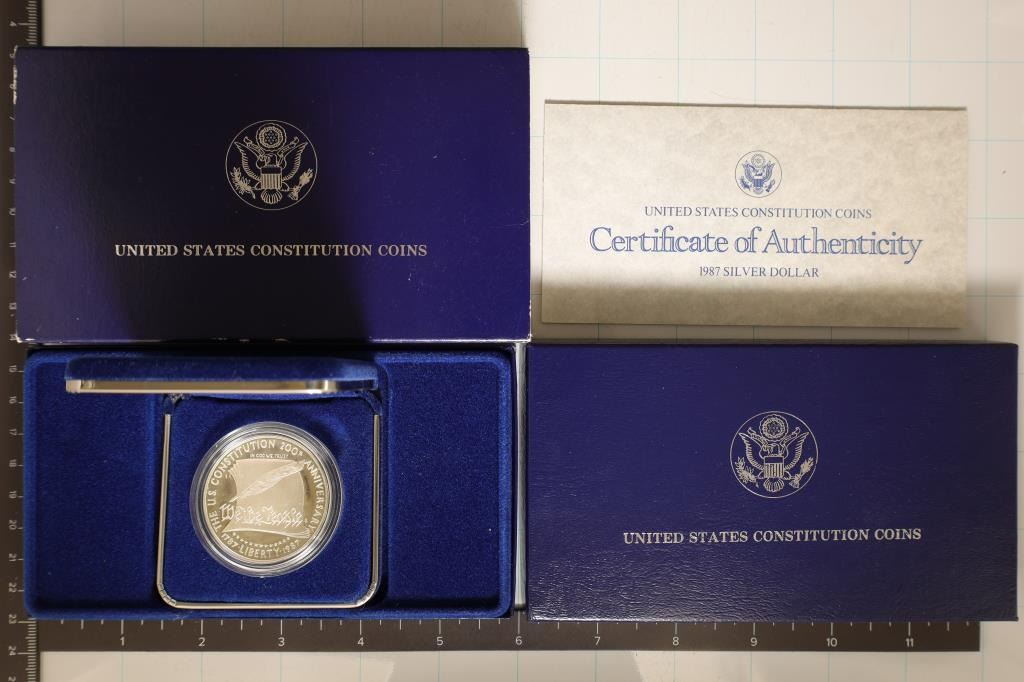 UNITED STATES CONSTITUTION COINS
UNITED STATES CONSTITUTION COINS
Certificate of Authenticity
1987 SILVER DOLLAR
THE U.S. CONSTITUTION 200th ANNIVERSARY
IN GOD WE TRUST
We the People
1787 · LIBERTY · 1987
UNITED STATES CONSTITUTION COINS
1 2 3 4 5 6 7 8 9 10 11